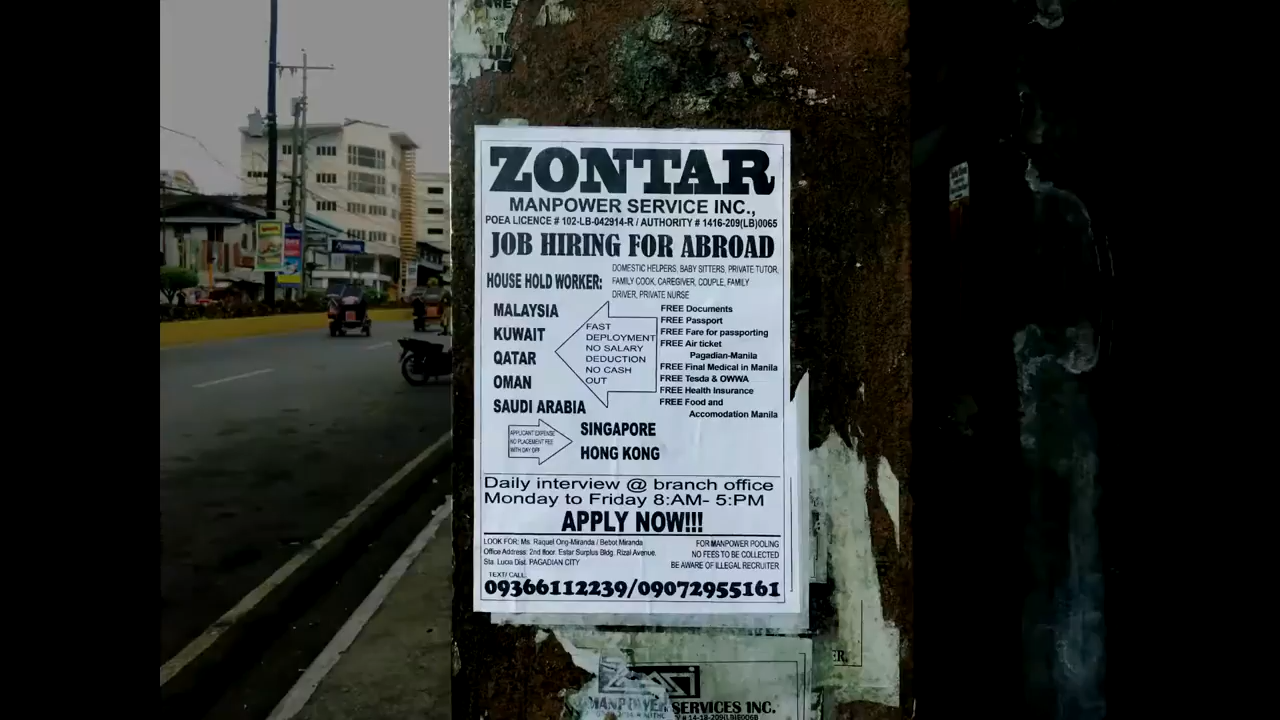 ZONTAR
MANPOWER SERVICE INC.,
POEA LICENCE # 102-LB-042914-R / AUTHORITY # 1416-209(LB)0065
JOB HIRING FOR ABROAD
HOUSE HOLD WORKER:
DOMESTIC HELPERS, BABY SITTERS, PRIVATE TUTOR,
FAMILY COOK, CAREGIVER, COUPLE, FAMILY
DRIVER, PRIVATE NURSE
MALAYSIA
KUWAIT
QATAR
OMAN
SAUDI ARABIA
FAST
DEPLOYMENT
NO SALARY
DEDUCTION
NO CASH
OUT
FREE Documents
FREE Passport
FREE Fare for passporting
FREE Air ticket
Pagadian-Manila
FREE Final Medical in Manila
FREE Tesda & OWWA
FREE Health Insurance
FREE Food and
Accomodation Manila
APPLICANT EXPENSE
NO PLACEMENT FEE
WITH DAY OFF
SINGAPORE
HONG KONG
Daily interview @ branch office
Monday to Friday 8:AM- 5:PM
APPLY NOW!!!
LOOK FOR: Ms. Raquel Ong-Miranda / Bebot Miranda
Office Address: 2nd floor. Estar Surplus Bldg. Rizal Avenue.
Sta. Lucia Dist. PAGADIAN CITY
FOR MANPOWER POOLING
NO FEES TO BE COLLECTED
BE AWARE OF ILLEGAL RECRUITER
TEXT/ CALL:
09366112239/09072955161
MANPOWER SERVICES INC.